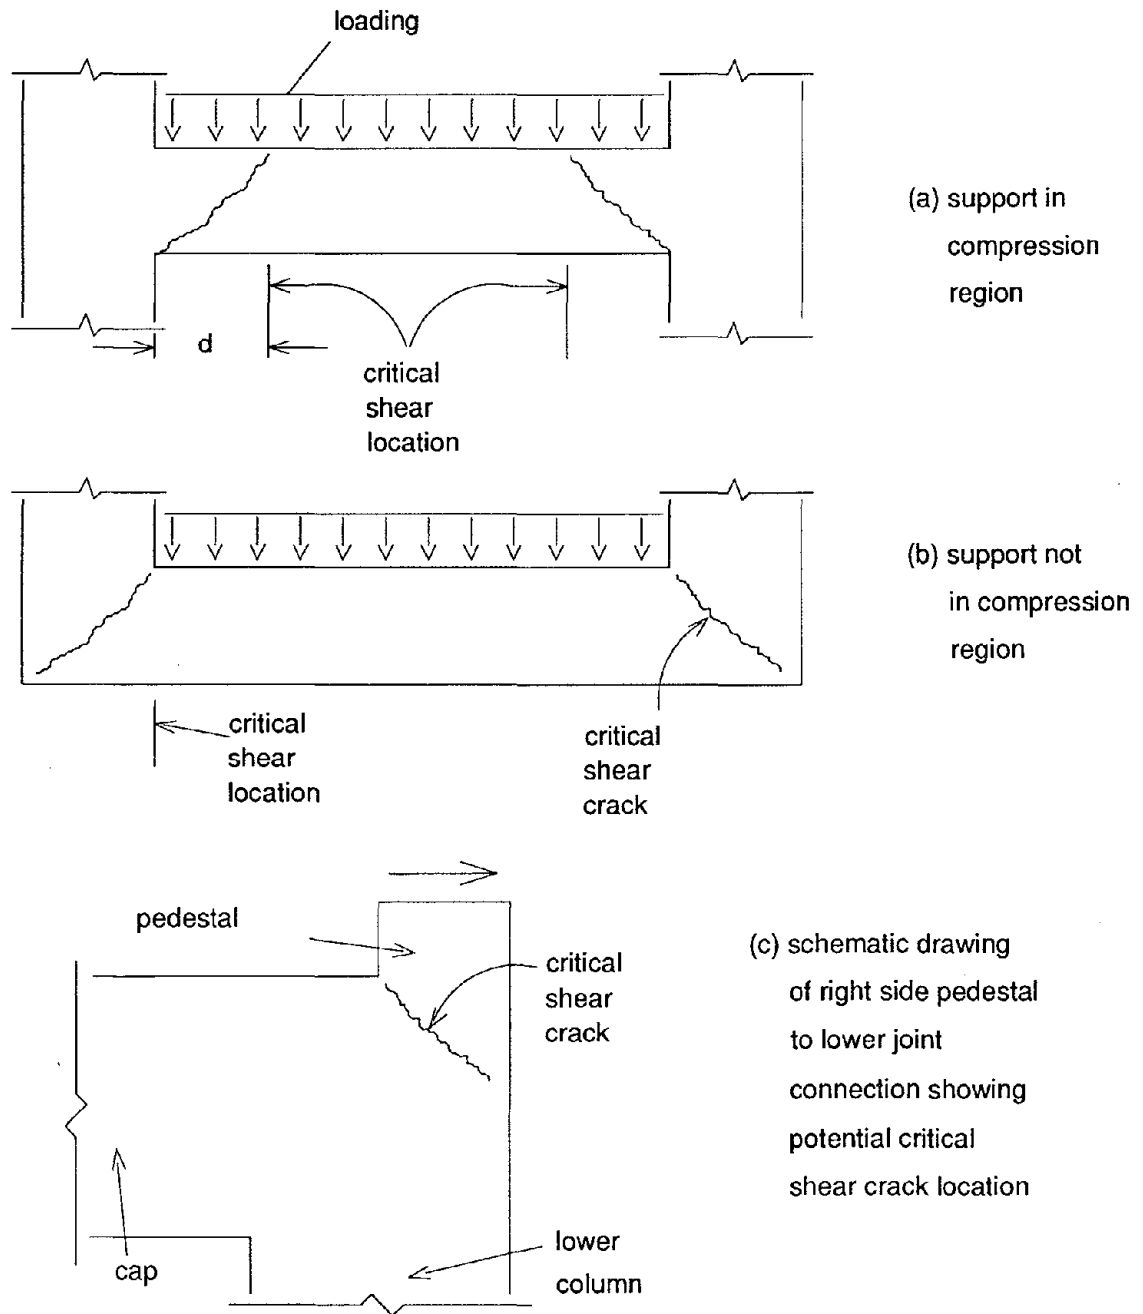 loading
(a) support in
compression
region
d
critical
shear
location
(b) support not
in compression
region
critical
shear
location
critical
shear
crack
pedestal
critical
shear
crack
(c) schematic drawing
of right side pedestal
to lower joint
connection showing
potential critical
shear crack location
cap
lower
column